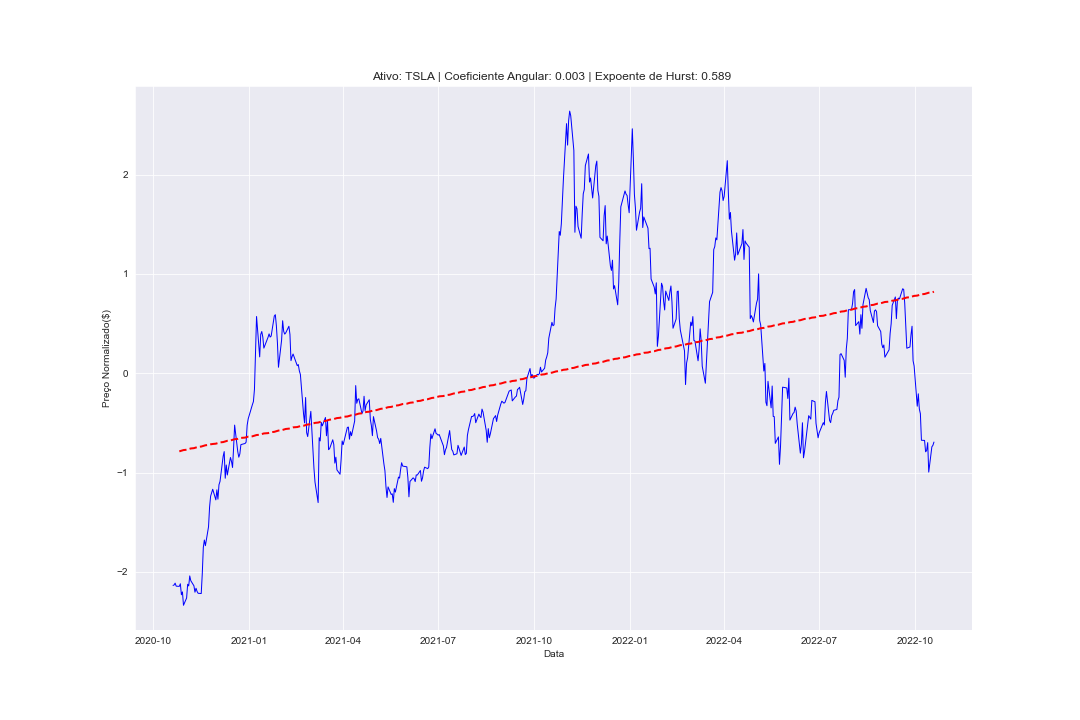 Ativo: TSLA | Coeficiente Angular: 0.003 | Expoente de Hurst: 0.589
Preço Normalizado($)
2
1
0
−1
−2
2020-10 2021-01 2021-04 2021-07 2021-10 2022-01 2022-04 2022-07 2022-10
Data